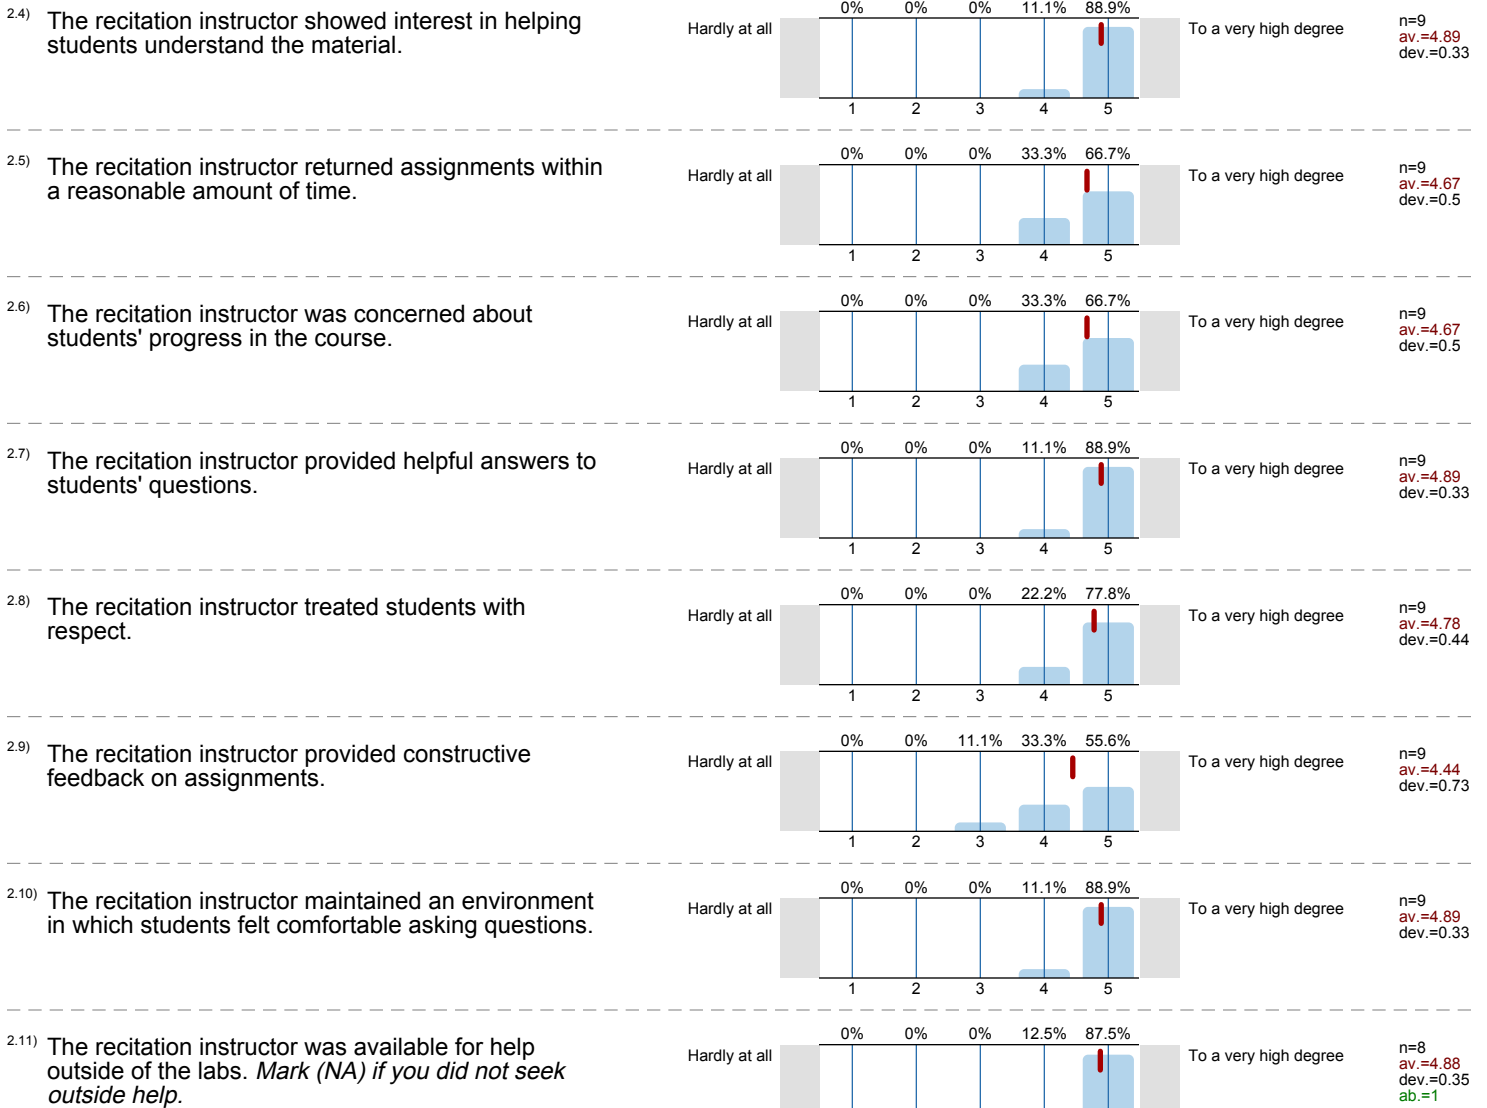 0% 0% 0% 11.1% 88.9%
2.4) The recitation instructor showed interest in helping
students understand the material.
Hardly at all
To a very high degree
n=9
av.=4.89
dev.=0.33
1 2 3 4 5
0% 0% 0% 33.3% 66.7%
2.5) The recitation instructor returned assignments within
a reasonable amount of time.
Hardly at all
To a very high degree
n=9
av.=4.67
dev.=0.5
1 2 3 4 5
0% 0% 0% 33.3% 66.7%
2.6) The recitation instructor was concerned about
students' progress in the course.
Hardly at all
To a very high degree
n=9
av.=4.67
dev.=0.5
1 2 3 4 5
0% 0% 0% 11.1% 88.9%
2.7) The recitation instructor provided helpful answers to
students' questions.
Hardly at all
To a very high degree
n=9
av.=4.89
dev.=0.33
1 2 3 4 5
0% 0% 0% 22.2% 77.8%
2.8) The recitation instructor treated students with
respect.
Hardly at all
To a very high degree
n=9
av.=4.78
dev.=0.44
1 2 3 4 5
0% 0% 11.1% 33.3% 55.6%
2.9) The recitation instructor provided constructive
feedback on assignments.
Hardly at all
To a very high degree
n=9
av.=4.44
dev.=0.73
1 2 3 4 5
0% 0% 0% 11.1% 88.9%
2.10) The recitation instructor maintained an environment
in which students felt comfortable asking questions.
Hardly at all
To a very high degree
n=9
av.=4.89
dev.=0.33
1 2 3 4 5
0% 0% 0% 12.5% 87.5%
2.11) The recitation instructor was available for help
outside of the labs. Mark (NA) if you did not seek
outside help.
Hardly at all
To a very high degree
n=8
av.=4.88
dev.=0.35
ab.=1